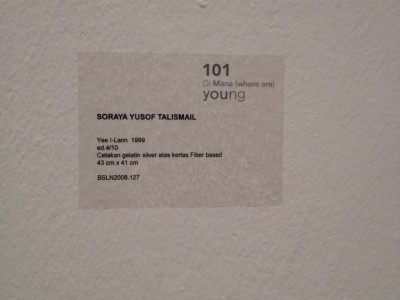 101
Di Mana (where are)
young
SORAYA YUSOF TALISMAIL
Yee I-Lann 1999
ed.4/10
Cetakan gelatin silver atas kertas Fiber based
43 cm x 41 cm
BSLN2008.127